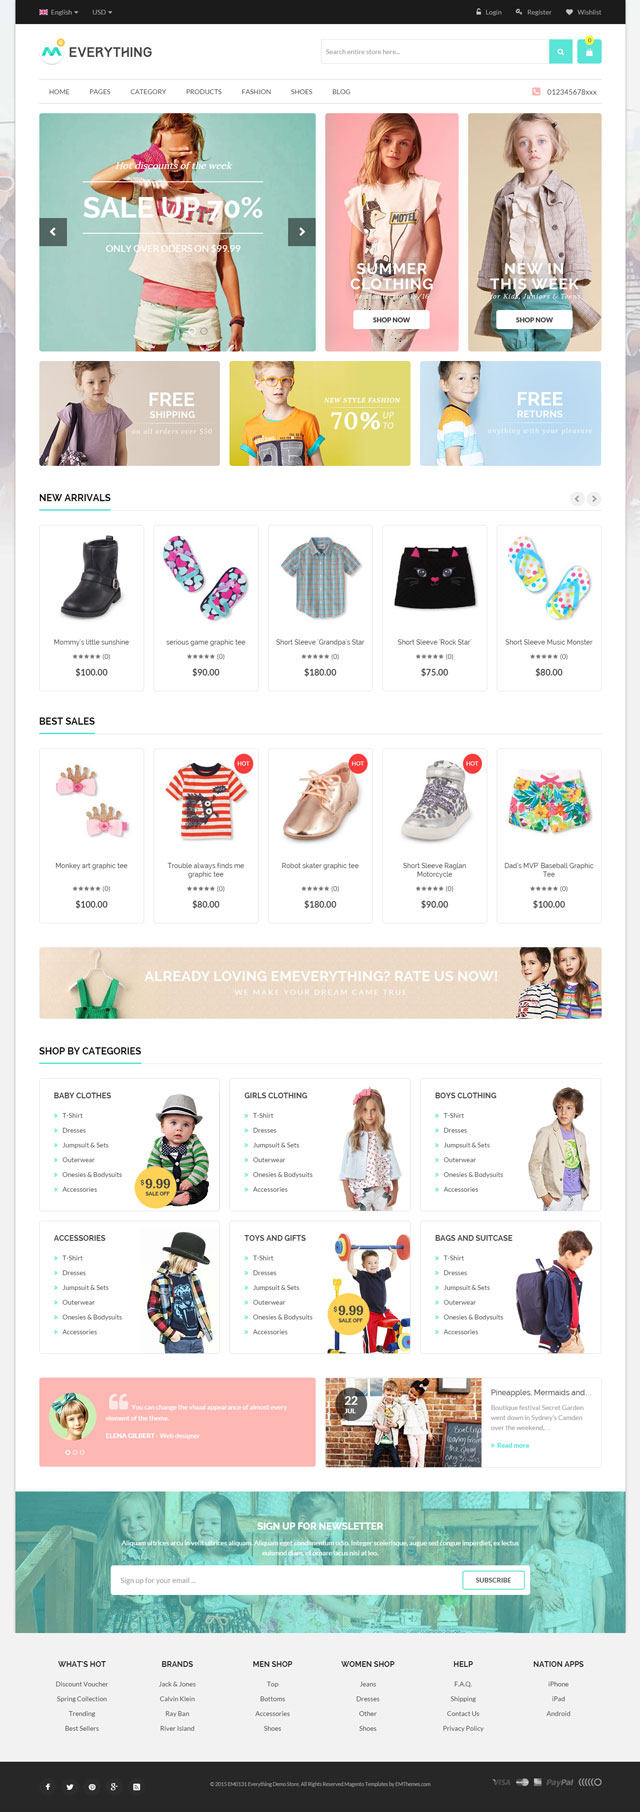 English USD Login Register Wishlist
EVERYTHING
Search entire store here...
0
HOME PAGES CATEGORY PRODUCTS FASHION SHOES BLOG 012345678xxx
Hot discounts of the week
SALE UP 70%
ONLY OVER ODERS ON $99.99
MOTEL
SUMMER
CLOTHING
SHOP NOW
NEW IN
THIS WEEK
for Kids, Juniors & Teens
SHOP NOW
FREE
SHIPPING
on all orders over $50
NEW STYLE FASHION
70% UP TO
FREE
RETURNS
anything with your pleasure
NEW ARRIVALS
Mommy's little sunshine
(0)
$100.00
serious game graphic tee
(0)
$90.00
Short Sleeve 'Grandpa's Star
(0)
$180.00
Short Sleeve 'Rock Star'
(0)
$75.00
Short Sleeve Music Monster
(0)
$80.00
BEST SALES
Monkey art graphic tee
(0)
$100.00
HOT
Trouble always finds me
graphic tee
(0)
$80.00
HOT
Robot skater graphic tee
(0)
$180.00
HOT
Short Sleeve Raglan
Motorcycle
(0)
$90.00
Dad's MVP' Baseball Graphic
Tee
(0)
$100.00
ALREADY LOVING EMEVERYTHING? RATE US NOW!
WE MAKE YOUR DREAM CAME TRUE
SHOP BY CATEGORIES
BABY CLOTHES
T-Shirt
Dresses
Jumpsuit & Sets
Outerwear
Onesies & Bodysuits
Accessories
$9.99
SALE OFF
GIRLS CLOTHING
T-Shirt
Dresses
Jumpsuit & Sets
Outerwear
Onesies & Bodysuits
Accessories
BOYS CLOTHING
T-Shirt
Dresses
Jumpsuit & Sets
Outerwear
Onesies & Bodysuits
Accessories
ACCESSORIES
T-Shirt
Dresses
Jumpsuit & Sets
Outerwear
Onesies & Bodysuits
Accessories
TOYS AND GIFTS
T-Shirt
Dresses
Jumpsuit & Sets
Outerwear
Onesies & Bodysuits
Accessories
$9.99
SALE OFF
BAGS AND SUITCASE
T-Shirt
Dresses
Jumpsuit & Sets
Outerwear
Onesies & Bodysuits
Accessories
You can change the visual appearance of almost every
element of the theme.
ELENA GILBERT - Web designer
22
JUL
Pineapples, Mermaids and...
Boutique festival Secret Garden
went down in Sydney's Camden
over the weekend, ...
Read more
SIGN UP FOR NEWSLETTER
Aliquam ultrices arcu in velit ultrices aliquam. Aliquam eget condimentum odio. Integer scelerisque, augue sed congue imperdiet, ex lectus
euismod diam, et ornare lacus nisi at leo.
Sign up for your email ...
SUBSCRIBE
WHAT'S HOT
Discount Voucher
Spring Collection
Trending
Best Sellers
BRANDS
Jack & Jones
Calvin Klein
Ray Ban
River Island
MEN SHOP
Top
Bottoms
Accessories
Shoes
WOMEN SHOP
Jeans
Dresses
Other
Shoes
HELP
F.A.Q.
Shipping
Contact Us
Privacy Policy
NATION APPS
iPhone
iPad
Android
© 2015 EM0131 Everything Demo Store. All Rights Reserved. Magento Templates by EMThemes.com
VISA PayPal